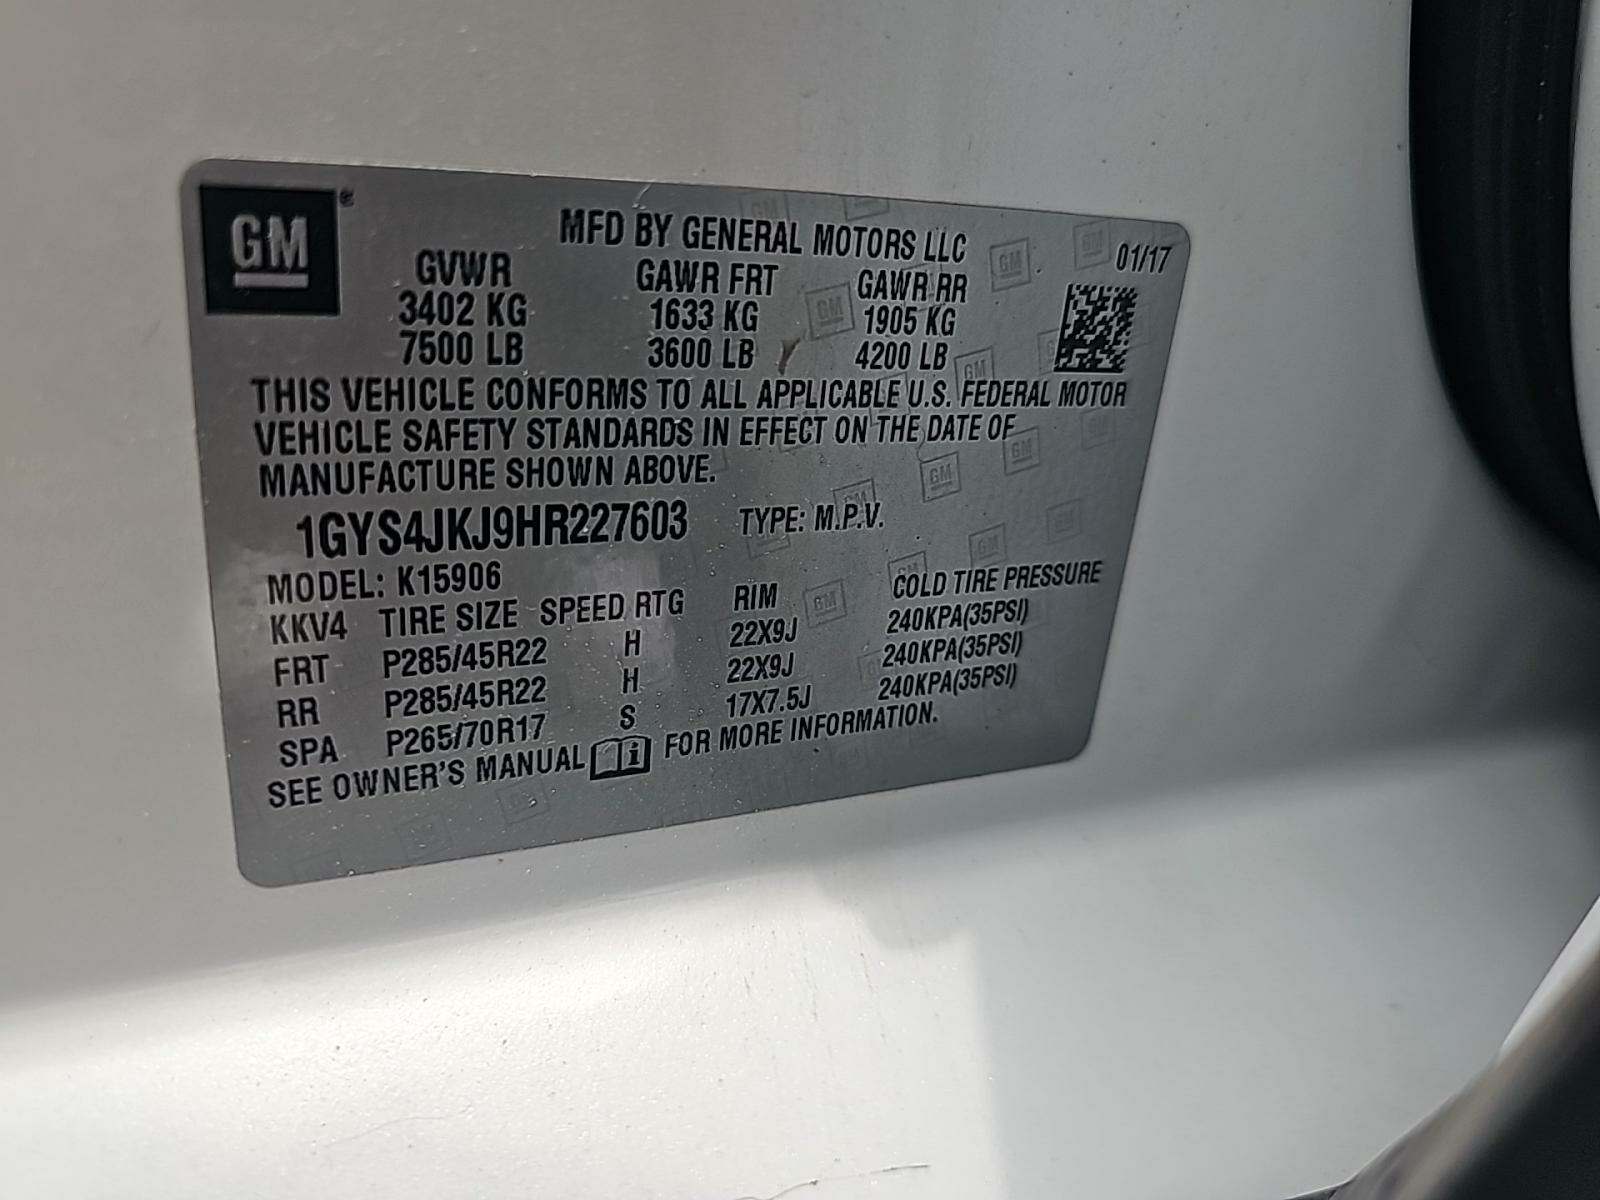 GM ®
MFD BY GENERAL MOTORS LLC 01/17
GVWR GAWR FRT GAWR RR
3402 KG 1633 KG 1905 KG
7500 LB 3600 LB 4200 LB
THIS VEHICLE CONFORMS TO ALL APPLICABLE U.S. FEDERAL MOTOR
VEHICLE SAFETY STANDARDS IN EFFECT ON THE DATE OF
MANUFACTURE SHOWN ABOVE.
1GYS4JKJ9HR227603 TYPE: M.P.V.
MODEL: K15906
KKV4 TIRE SIZE SPEED RTG RIM COLD TIRE PRESSURE
FRT P285/45R22 H 22X9J 240KPA(35PSI)
RR P285/45R22 H 22X9J 240KPA(35PSI)
SPA P265/70R17 S 17X7.5J 240KPA(35PSI)
SEE OWNER'S MANUAL i FOR MORE INFORMATION.